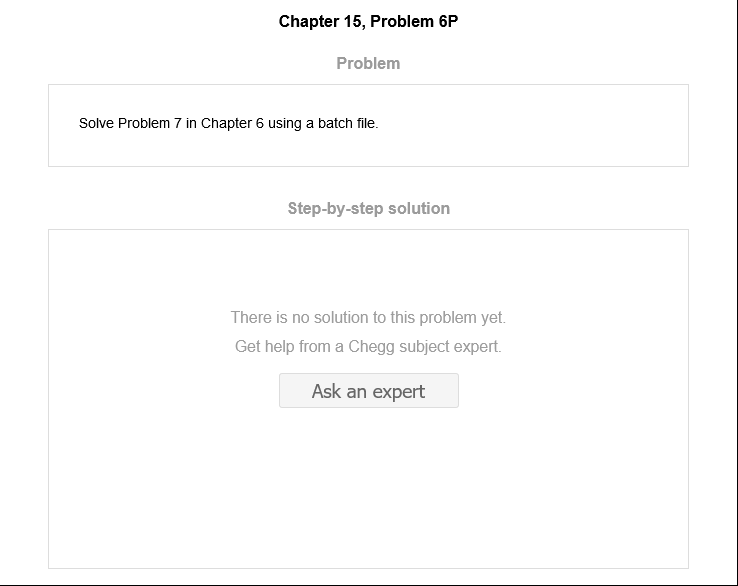 Chapter 15, Problem 6P
Problem
Solve Problem 7 in Chapter 6 using a batch file.
Step-by-step solution
There is no solution to this problem yet.
Get help from a Chegg subject expert.
Ask an expert